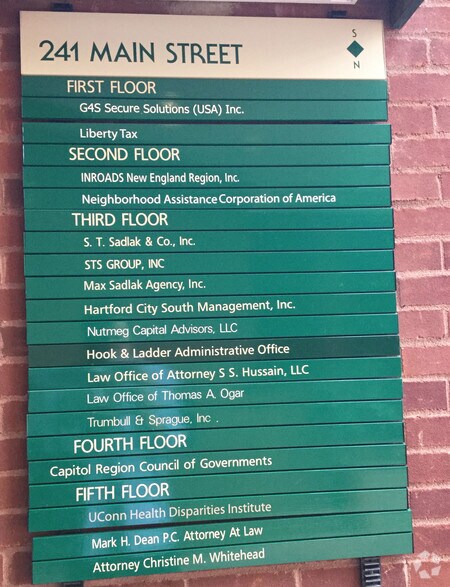 241 MAIN STREET
S
N
FIRST FLOOR
G4S Secure Solutions (USA) Inc.
Liberty Tax
SECOND FLOOR
INROADS New England Region, Inc.
Neighborhood Assistance Corporation of America
THIRD FLOOR
S. T. Sadlak & Co., Inc.
STS GROUP, INC
Max Sadlak Agency, Inc.
Hartford City South Management, Inc.
Nutmeg Capital Advisors, LLC
Hook & Ladder Administrative Office
Law Office of Attorney S S. Hussain, LLC
Law Office of Thomas A. Ogar
Trumbull & Sprague, Inc .
FOURTH FLOOR
Capitol Region Council of Governments
FIFTH FLOOR
UConn Health Disparities Institute
Mark H. Dean P.C. Attorney At Law
Attorney Christine M. Whitehead